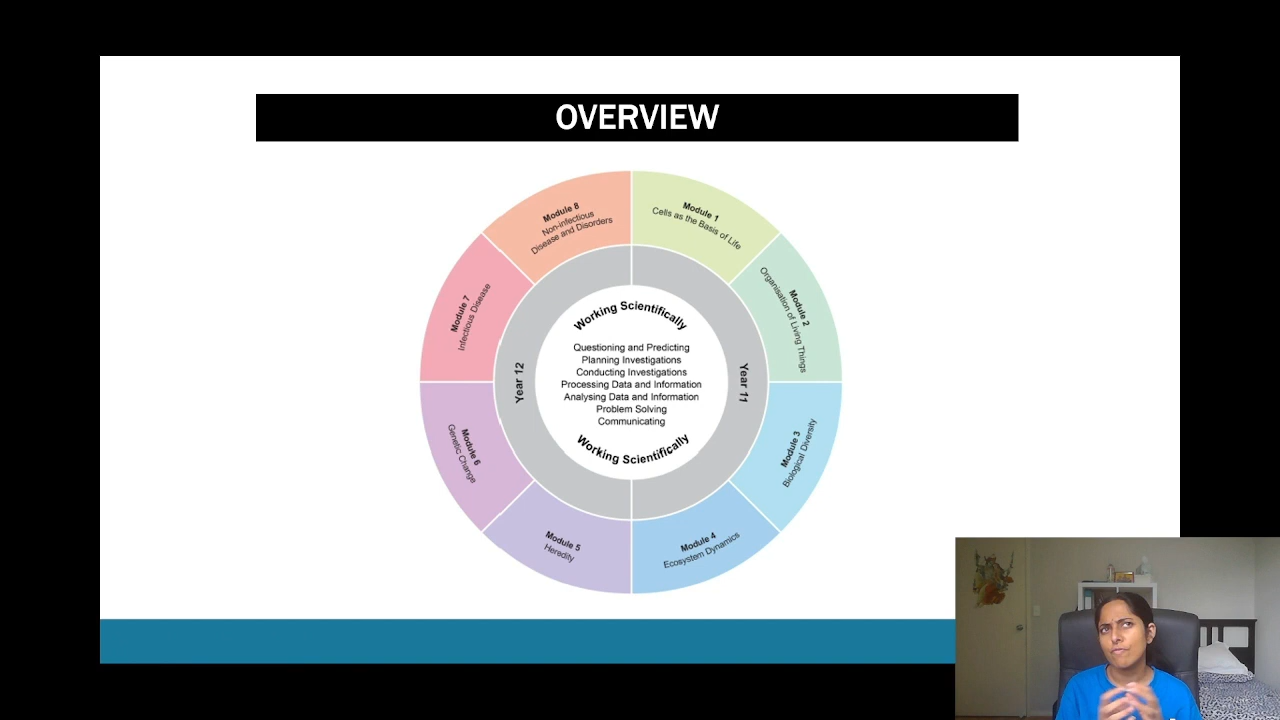 OVERVIEW
Module 1
Cells as the Basis of Life
Module 2
Organisation of Living Things
Module 3
Biological Diversity
Module 4
Ecosystem Dynamics
Module 5
Heredity
Module 6
Genetic Change
Module 7
Infectious Disease
Module 8
Non-infectious
Disease and Disorders
Year 11
Year 12
Working Scientifically
Questioning and Predicting
Planning Investigations
Conducting Investigations
Processing Data and Information
Analysing Data and Information
Problem Solving
Communicating
Working Scientifically